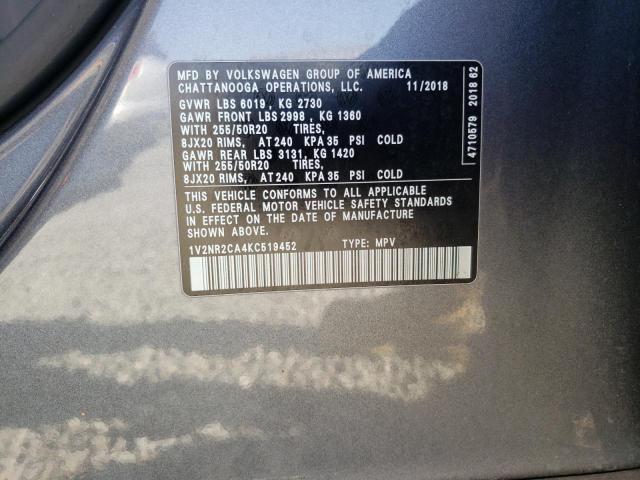 MFD BY VOLKSWAGEN GROUP OF AMERICA
CHATTANOOGA OPERATIONS, LLC. 11/2018
GVWR LBS 6019, KG 2730
GAWR FRONT LBS 2998, KG 1360
WITH 255/50R20 TIRES,
8JX20 RIMS, AT 240 KPA 35 PSI COLD
GAWR REAR LBS 3131, KG 1420
WITH 255/50R20 TIRES,
8JX20 RIMS, AT 240 KPA 35 PSI COLD
THIS VEHICLE CONFORMS TO ALL APPLICABLE
U.S. FEDERAL MOTOR VEHICLE SAFETY STANDARDS
IN EFFECT ON THE DATE OF MANUFACTURE
SHOWN ABOVE.
1V2NR2CA4KC519452 TYPE: MPV
4710579 2018 62